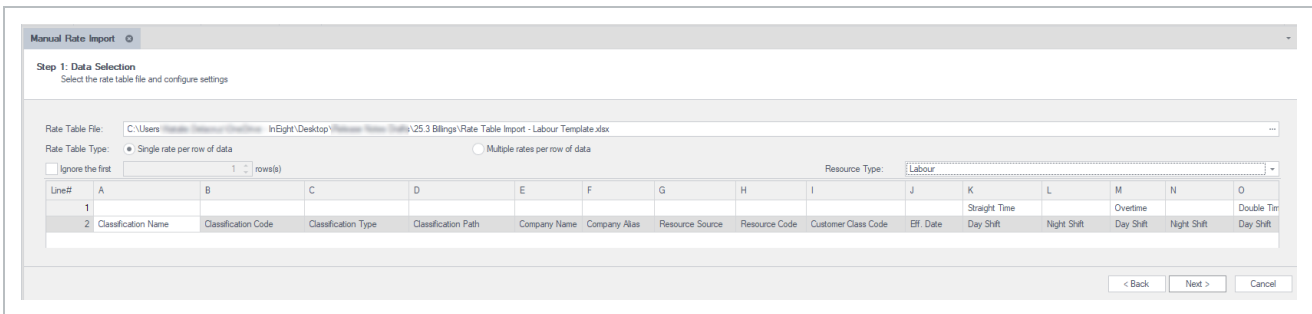 Manual Rate Import
Step 1: Data Selection
Select the rate table file and configure settings
Rate Table File: C:\Users InEight\Desktop\ \25.3 Billings\Rate Table Import - Labour Template.xlsx ...
Rate Table Type: Single rate per row of data Multiple rates per row of data
Ignore the first 1 rows(s) Resource Type: Labour
Line# A B C D E F G H I J K L M N O
1 Straight Time Overtime Double Tim
2 Classification Name Classification Code Classification Type Classification Path Company Name Company Alias Resource Source Resource Code Customer Class Code Eff. Date Day Shift Night Shift Day Shift Night Shift Day Shift
< Back Next > Cancel